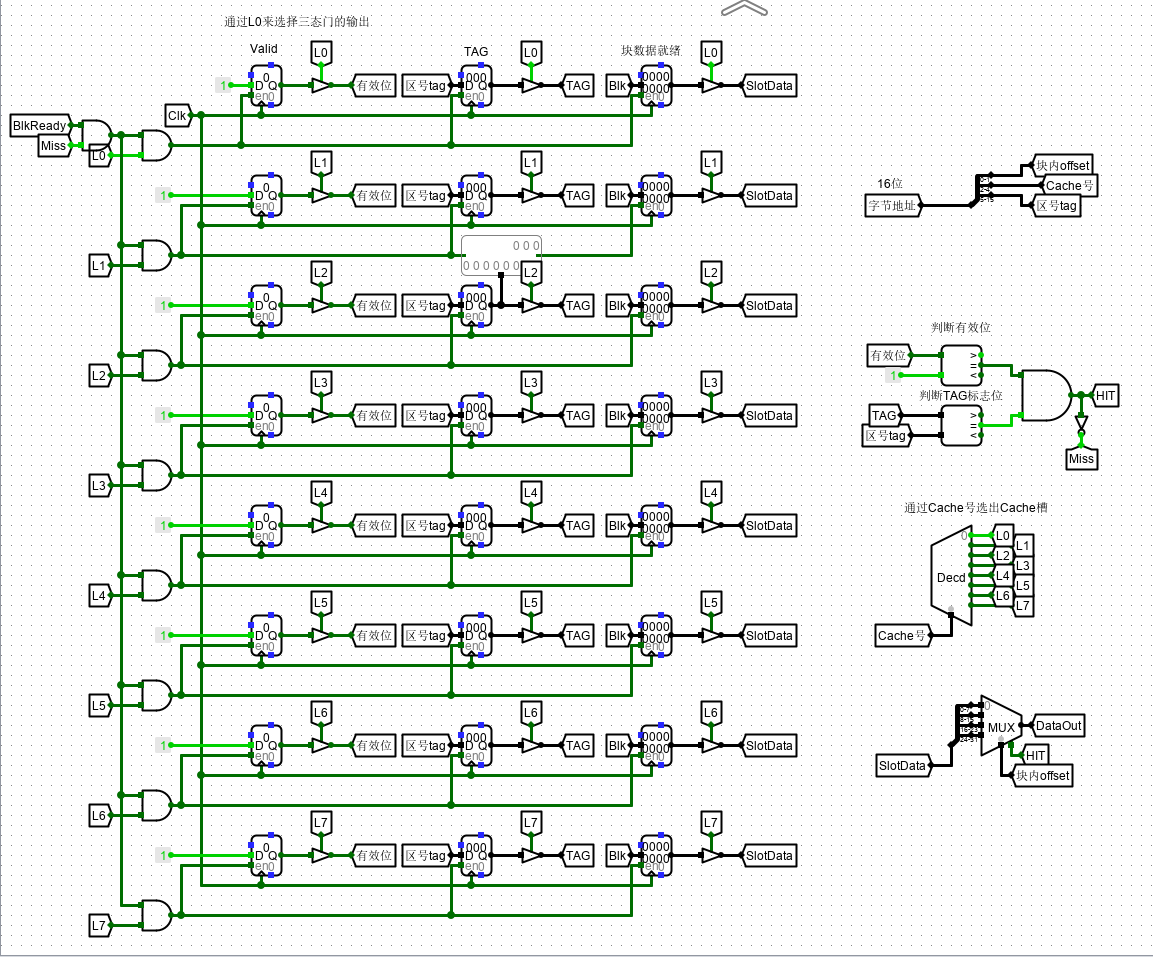 通过L0来选择三态门的输出
Valid L0 TAG L0 块数据就绪 L0
1 0 D Q en0 有效位 区号tag 000 D Q en0 TAG Blk 0000 0000 en0 SlotData
Clk
BlkReady
Miss
L0
L1 L1 L1
1 0 D Q en0 有效位 区号tag 000 D Q en0 TAG Blk 0000 0000 en0 SlotData
0 0 0
0 0 0 0 0 0
L1
L2 L2 L2
1 0 D Q en0 有效位 区号tag 000 D Q en0 TAG Blk 0000 0000 en0 SlotData
L2
L3 L3 L3
1 0 D Q en0 有效位 区号tag 000 D Q en0 TAG Blk 0000 0000 en0 SlotData
L3
L4 L4 L4
1 0 D Q en0 有效位 区号tag 000 D Q en0 TAG Blk 0000 0000 en0 SlotData
L4
L5 L5 L5
1 0 D Q en0 有效位 区号tag 000 D Q en0 TAG Blk 0000 0000 en0 SlotData
L5
L6 L6 L6
1 0 D Q en0 有效位 区号tag 000 D Q en0 TAG Blk 0000 0000 en0 SlotData
L6
L7 L7 L7
1 0 D Q en0 有效位 区号tag 000 D Q en0 TAG Blk 0000 0000 en0 SlotData
L7
16位
字节地址
块内offset
Cache号
区号tag
判断有效位
有效位
1
>
=
<
判断TAG标志位
TAG
区号tag
>
=
<
HIT
Miss
通过Cache号选出Cache槽
0
Decd
L0
L1
L2
L3
L4
L5
L6
L7
Cache号
0
MUX
DataOut
HIT
SlotData
块内offset